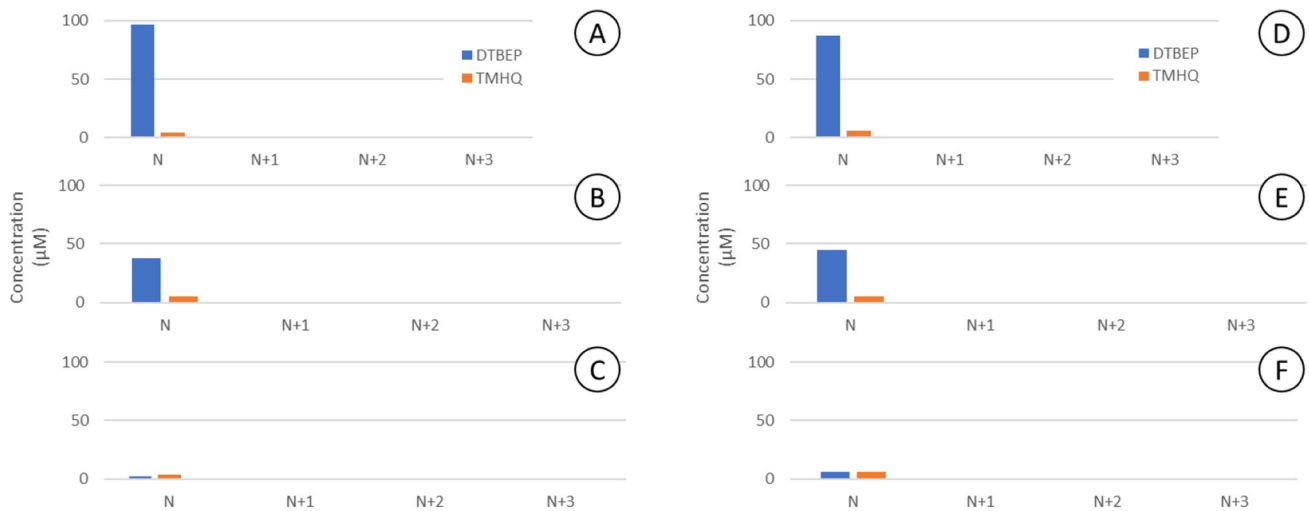 100
50
0
A
DTBEP
TMHQ
N N+1 N+2 N+3
Concentration
(µM)
100
50
0
B
N N+1 N+2 N+3
100
50
0
C
N N+1 N+2 N+3
100
50
0
D
DTBEP
TMHQ
N N+1 N+2 N+3
Concentration
(µM)
100
50
0
E
N N+1 N+2 N+3
100
50
0
F
N N+1 N+2 N+3